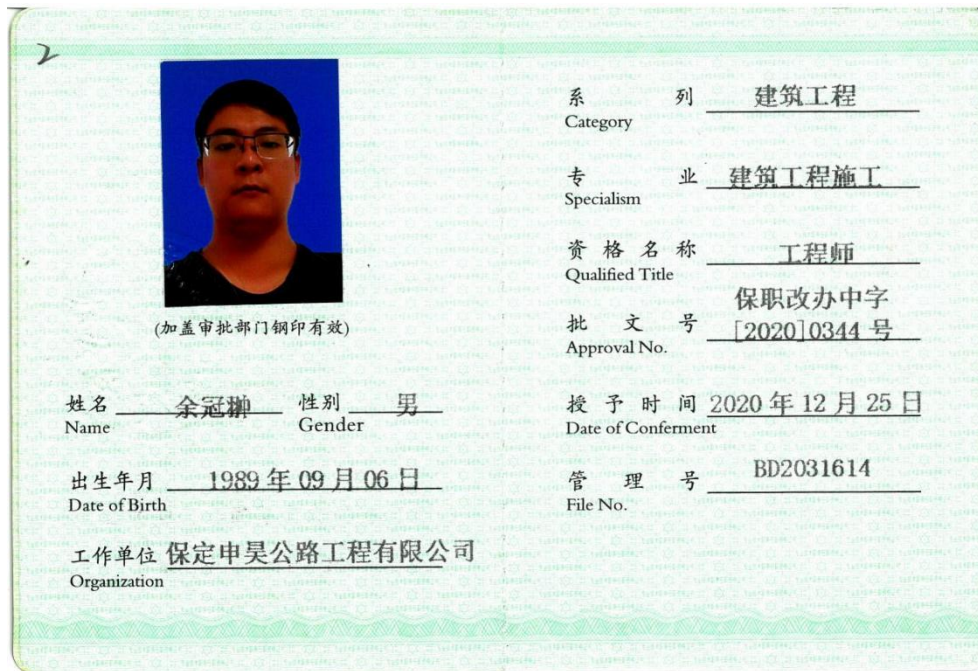 2
(加盖审批部门钢印有效)
姓名 余冠翀 性别 男
Name Gender
出生年月 1989 年 09 月 06 日
Date of Birth
工作单位 保定申昊公路工程有限公司
Organization
系 列 建筑工程
Category
专 业 建筑工程施工
Specialism
资 格 名 称 工程师
Qualified Title
保职改办中字
批 文 号 [2020]0344 号
Approval No.
授 予 时 间 2020 年 12 月 25 日
Date of Conferment
管 理 号 BD2031614
File No.